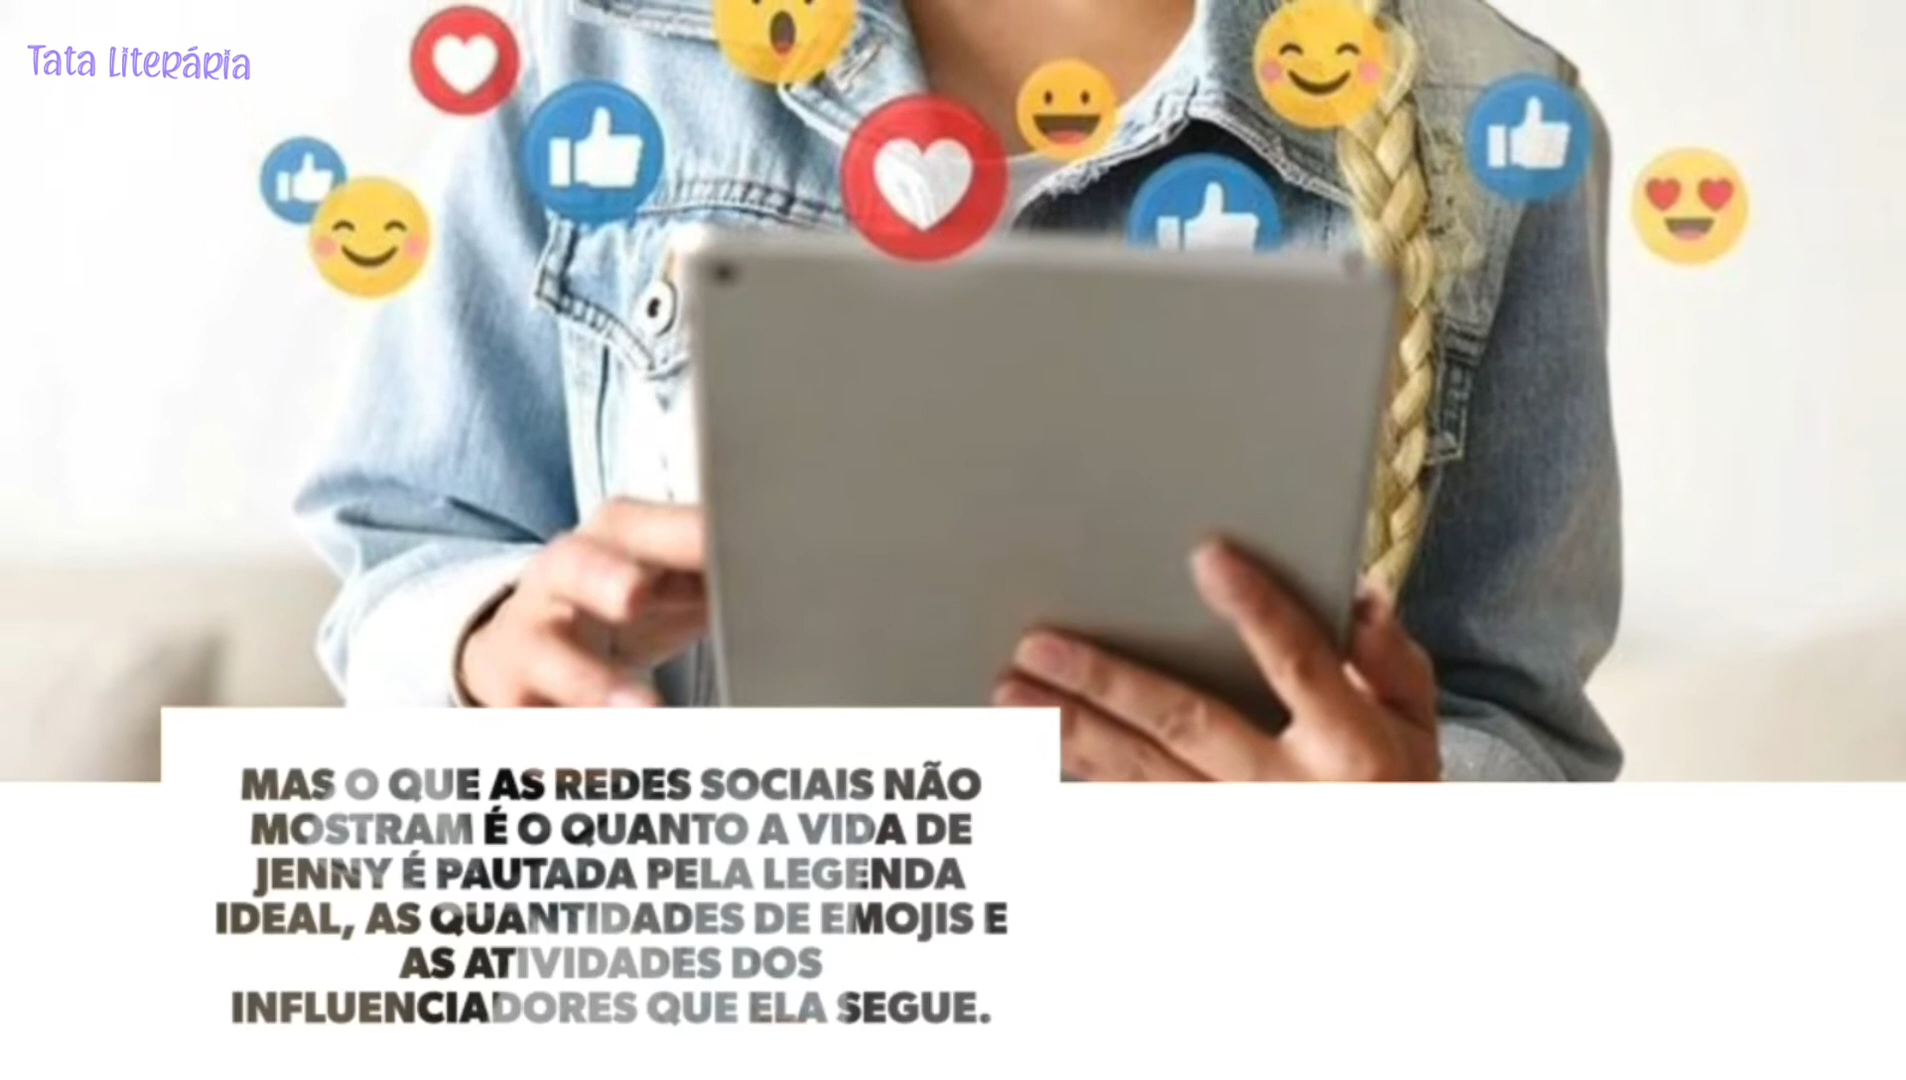 Tata Literária
MAS O QUE AS REDES SOCIAIS NÃO
MOSTRAM É O QUANTO A VIDA DE
JENNY É PAUTADA PELA LEGENDA
IDEAL, AS QUANTIDADES DE EMOJIS E
AS ATIVIDADES DOS
INFLUENCIADORES QUE ELA SEGUE.